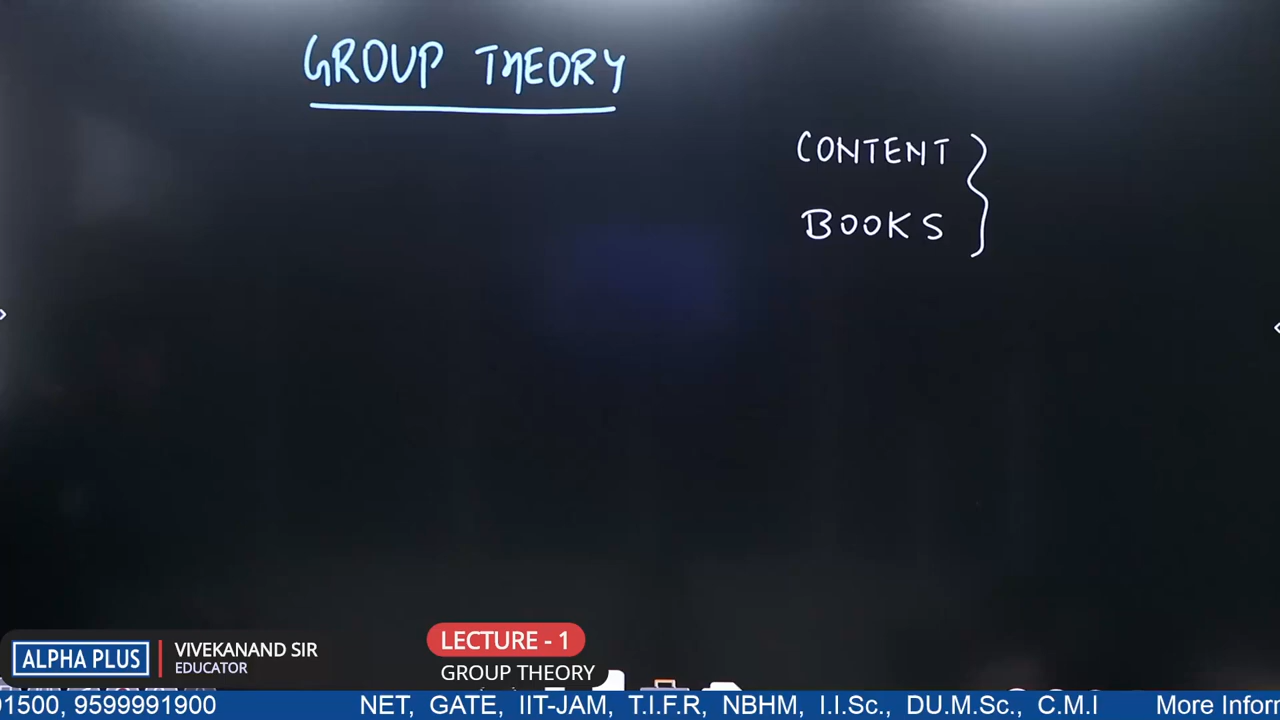 GROUP THEORY
CONTENT
BOOKS
LECTURE - 1
ALPHA PLUS
VIVEKANAND SIR
EDUCATOR
GROUP THEORY
1500, 9599991900 NET, GATE, IIT-JAM, T.I.F.R, NBHM, I.I.Sc., DU.M.Sc., C.M.I More